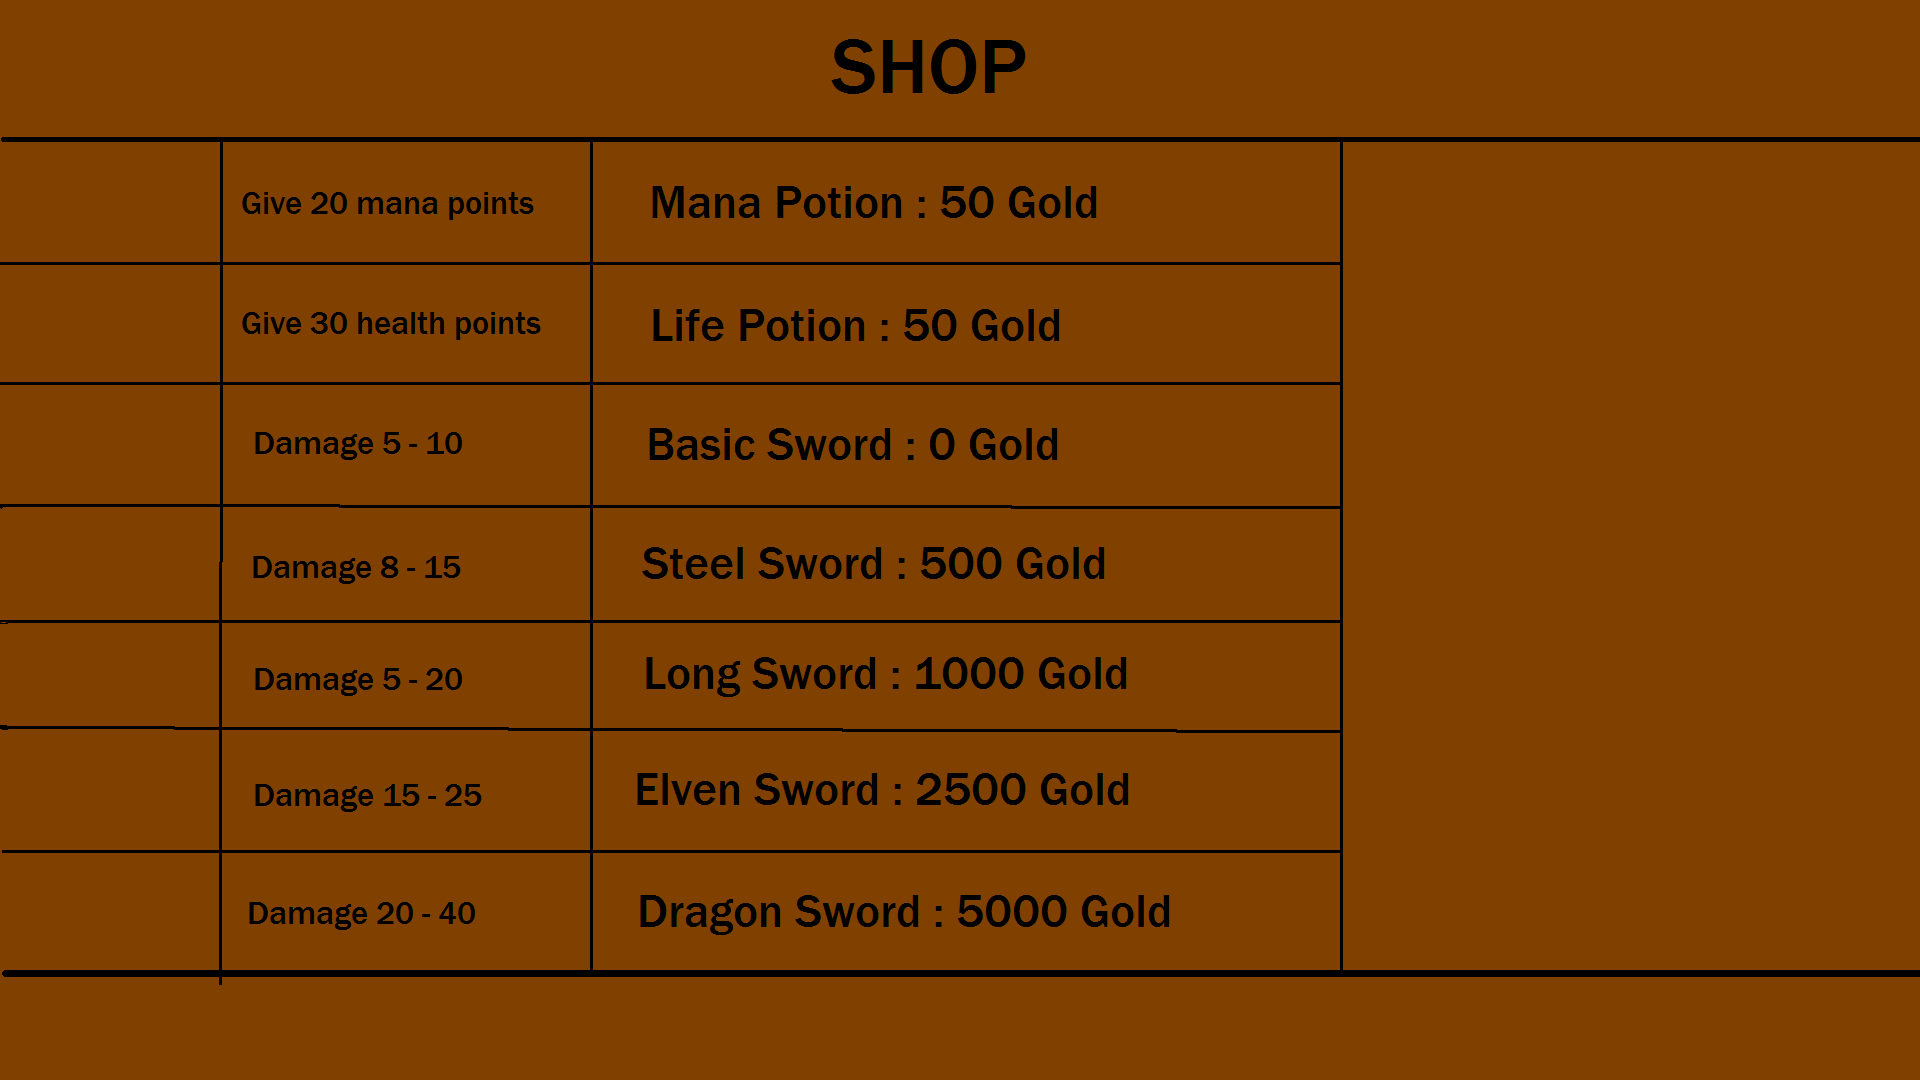 SHOP
Give 20 mana points
Mana Potion : 50 Gold
Give 30 health points
Life Potion : 50 Gold
Damage 5 - 10
Basic Sword : 0 Gold
Damage 8 - 15
Steel Sword : 500 Gold
Damage 5 - 20
Long Sword : 1000 Gold
Damage 15 - 25
Elven Sword : 2500 Gold
Damage 20 - 40
Dragon Sword : 5000 Gold